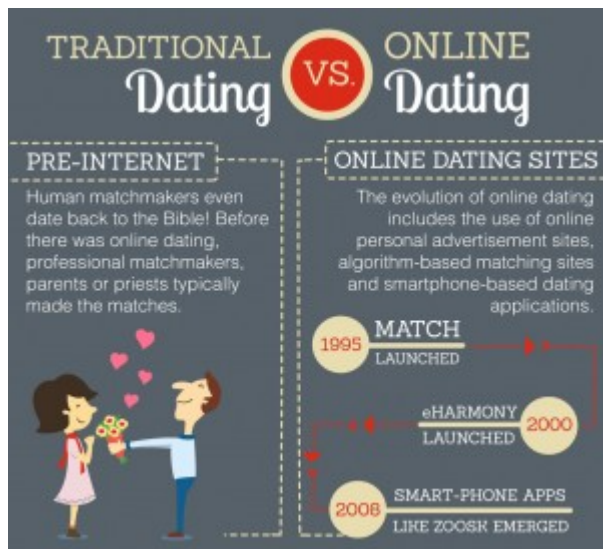 TRADITIONAL
Dating
VS.
ONLINE
Dating
PRE-INTERNET
Human matchmakers even
date back to the Bible! Before
there was online dating,
professional matchmakers,
parents or priests typically
made the matches.
ONLINE DATING SITES
The evolution of online dating
includes the use of online
personal advertisement sites,
algorithm-based matching sites
and smartphone-based dating
applications.
1995
MATCH
LAUNCHED
eHARMONY
LAUNCHED
2000
2008
SMART-PHONE APPS
LIKE ZOOSK EMERGED